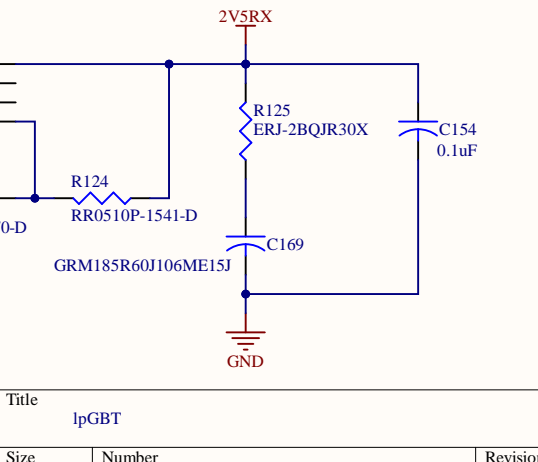 2V5RX
R125
ERJ-2BQJR30X
C154
0.1uF
R124
RR0510P-1541-D
0-D
C169
GRM185R60J106ME15J
GND
Title
lpGBT
Size
Number
Revision